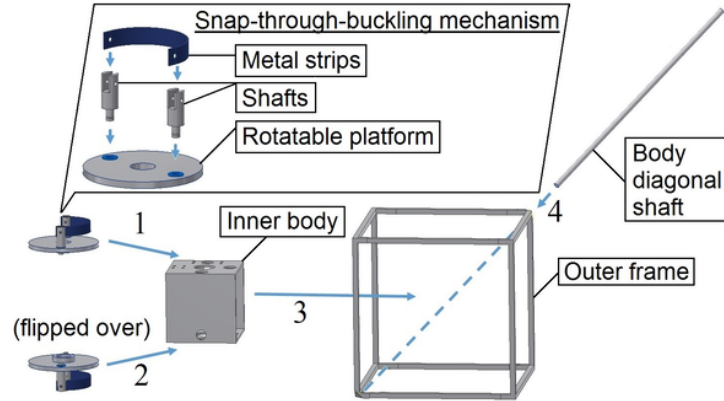 Snap-through-buckling mechanism
Metal strips
Shafts
Rotatable platform
Body
diagonal
shaft
4
1
Inner body
Outer frame
3
(flipped over)
2